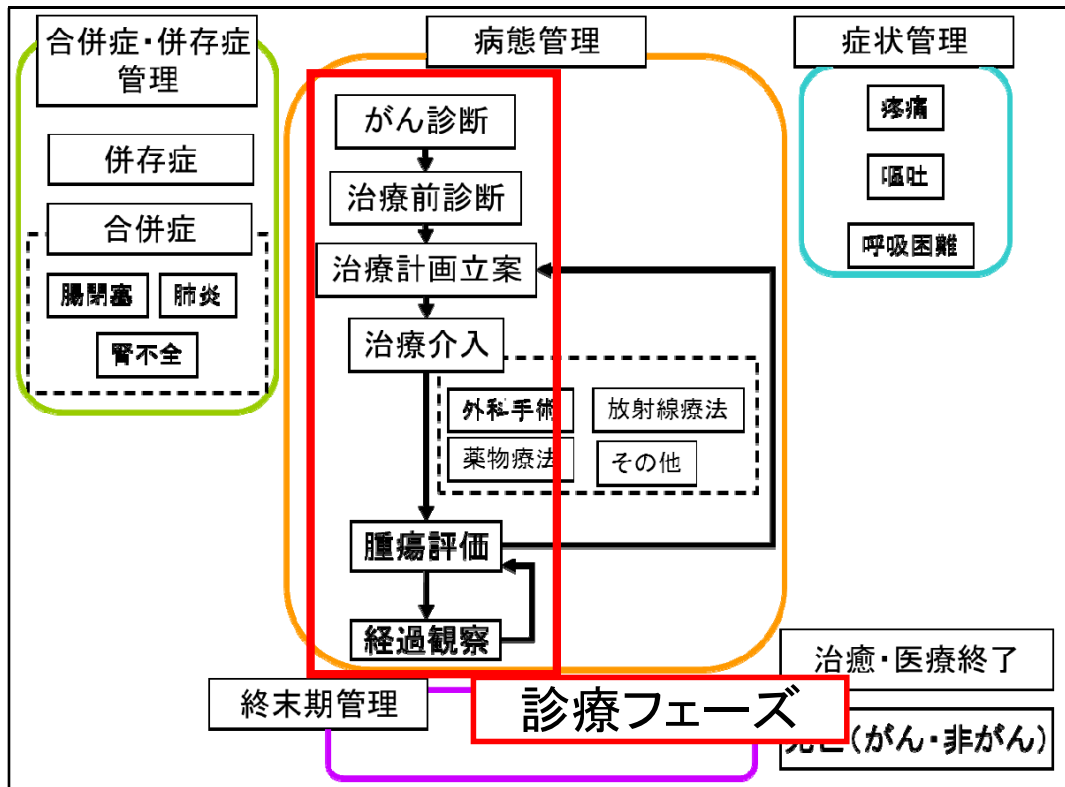 合併症・併存症
管理
併存症
合併症
腸閉塞
肺炎
腎不全
病態管理
がん診断
治療前診断
治療計画立案
治療介入
外科手術
放射線療法
薬物療法
その他
腫瘍評価
経過観察
症状管理
疼痛
嘔吐
呼吸困難
終末期管理
診療フェーズ
治癒・医療終了
(がん・非がん)